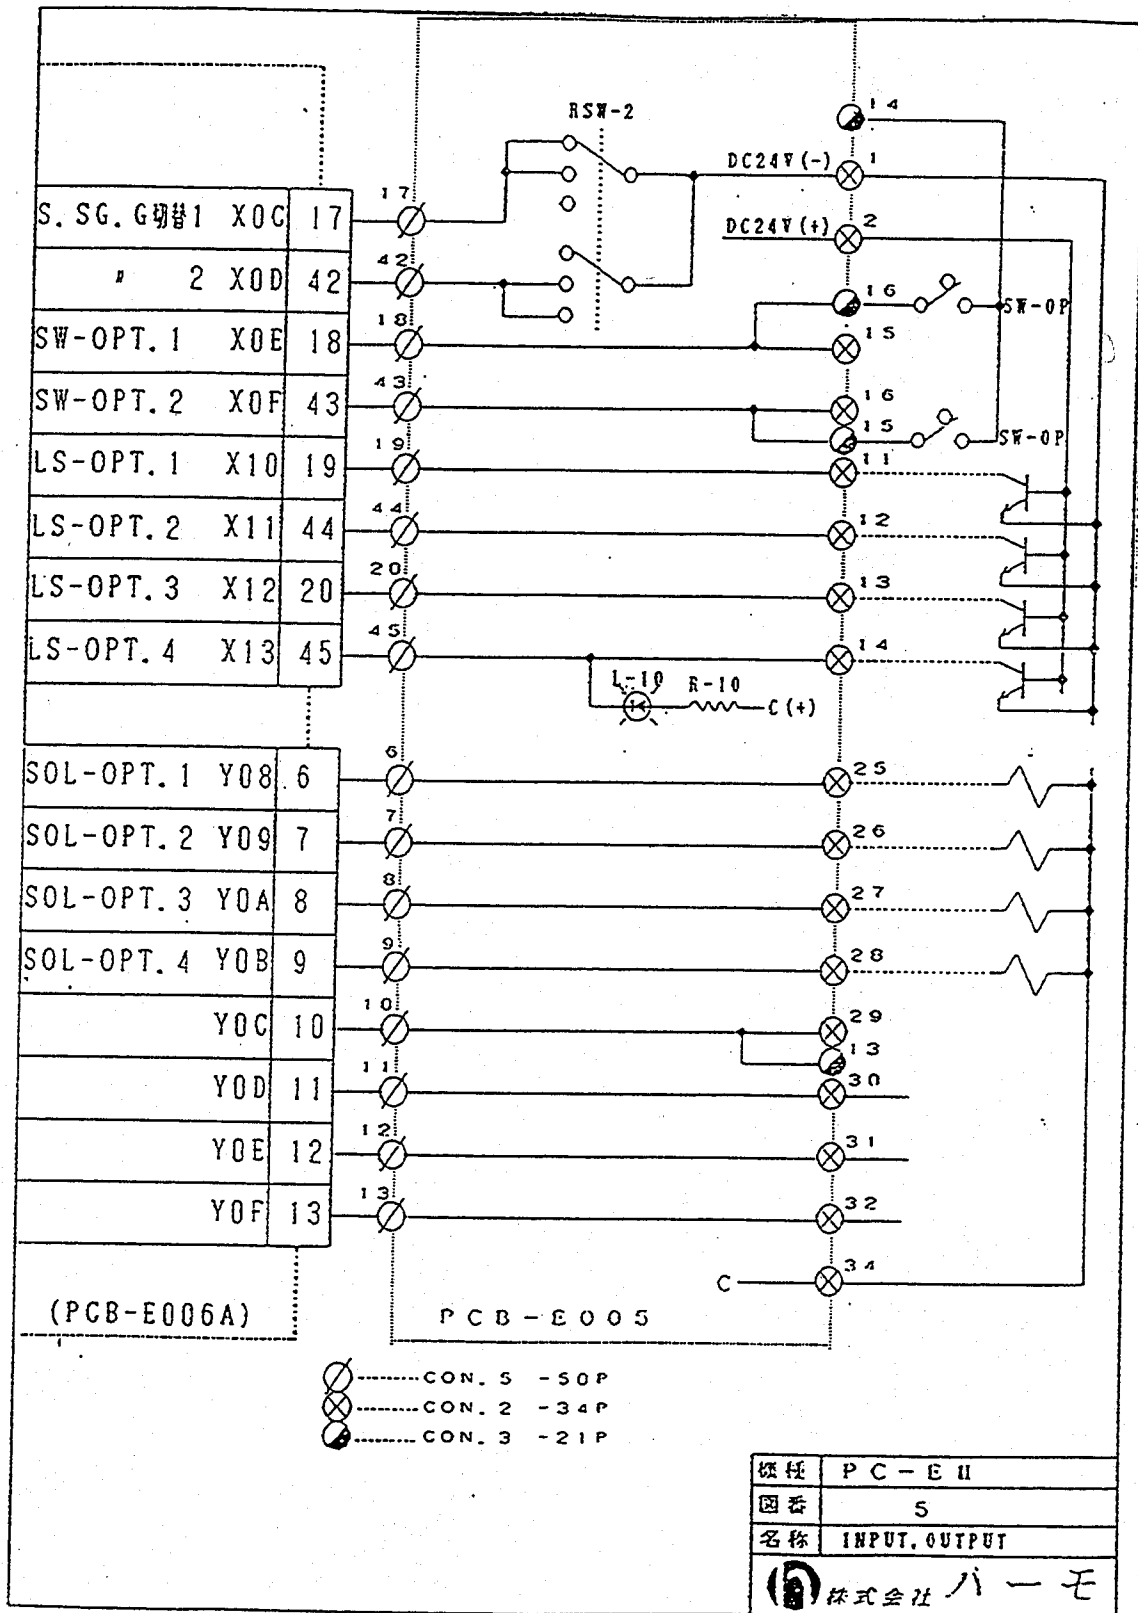 RSW-2
14
DC24V(-) 1
DC24V(+) 2
S.SG.G切替1 X0C 17 17
〃 2 X0D 42 42
16 SW-OP
SW-OPT.1 X0E 18 18 15
SW-OPT.2 X0F 43 43 16
15 SW-OP
LS-OPT.1 X10 19 19 11
LS-OPT.2 X11 44 44 12
LS-OPT.3 X12 20 20 13
LS-OPT.4 X13 45 45 14
L-10 R-10 C(+)
SOL-OPT.1 Y08 6 6 25
SOL-OPT.2 Y09 7 7 26
SOL-OPT.3 Y0A 8 8 27
SOL-OPT.4 Y0B 9 9 28
Y0C 10 10 29
13
Y0D 11 11 30
Y0E 12 12 31
Y0F 13 13 32
C 34
(PCB-E006A)
PCB-E005
CON.5 -50P
CON.2 -34P
CON.3 -21P
PC-EII
図番 5
名称 INPUT.OUTPUT
株式会社 ハーモ